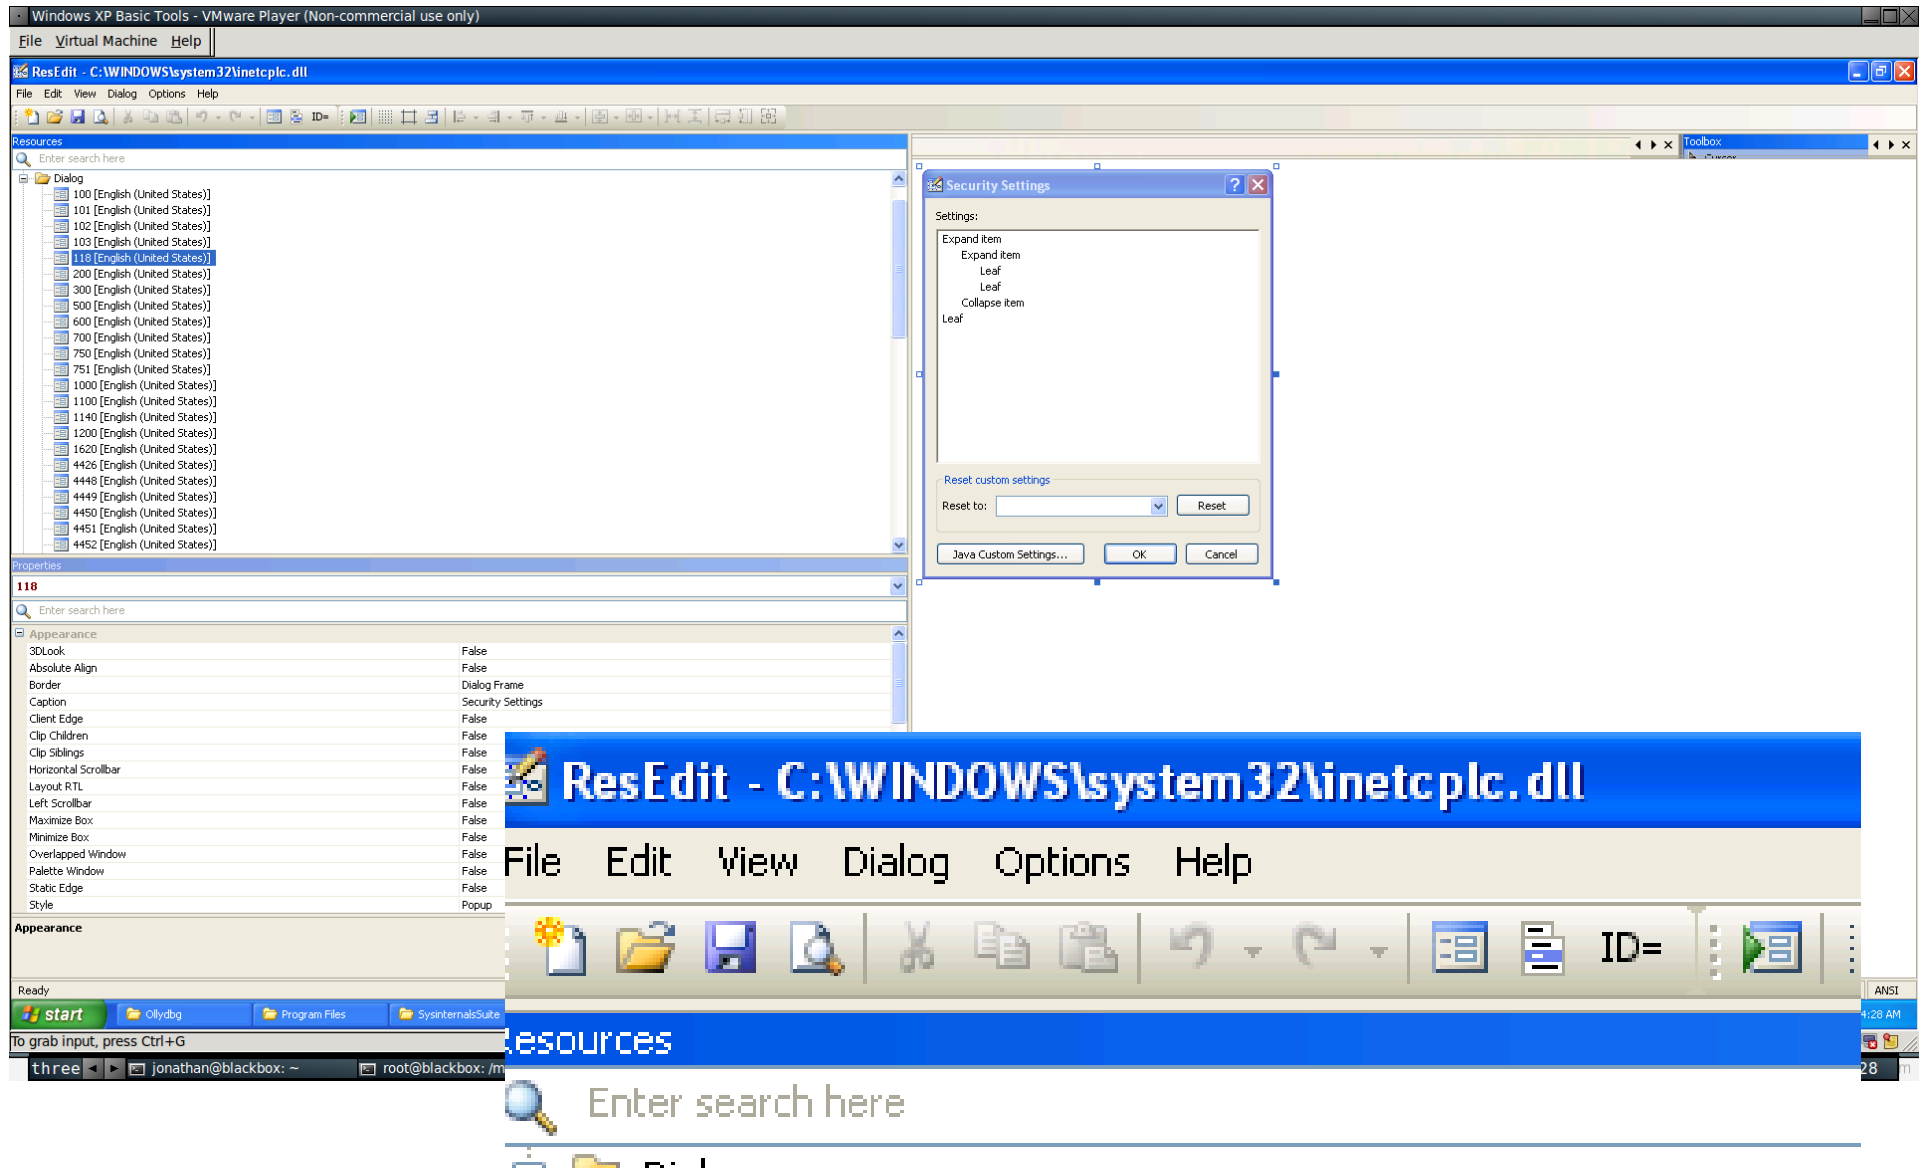 Windows XP Basic Tools - VMware Player (Non-commercial use only)
File Virtual Machine Help
ResEdit - C:\WINDOWS\system32\inetcplc.dll
File Edit View Dialog Options Help
ID=
Resources
Toolbox
Enter search here
Cursor
Dialog
100 [English (United States)]
101 [English (United States)]
102 [English (United States)]
103 [English (United States)]
118 [English (United States)]
200 [English (United States)]
300 [English (United States)]
500 [English (United States)]
600 [English (United States)]
700 [English (United States)]
750 [English (United States)]
751 [English (United States)]
1000 [English (United States)]
1100 [English (United States)]
1140 [English (United States)]
1200 [English (United States)]
1620 [English (United States)]
4426 [English (United States)]
4448 [English (United States)]
4449 [English (United States)]
4450 [English (United States)]
4451 [English (United States)]
4452 [English (United States)]
Security Settings
Settings:
Expand item
Expand item
Leaf
Leaf
Collapse item
Leaf
Reset custom settings
Reset to:
Reset
Java Custom Settings...
OK
Cancel
Properties
118
Enter search here
Appearance
3DLook False
Absolute Align False
Border Dialog Frame
Caption Security Settings
Client Edge False
Clip Children False
Clip Siblings False
Horizontal Scrollbar False
Layout RTL False
Left Scrollbar False
Maximize Box False
Minimize Box False
Overlapped Window False
Palette Window False
Static Edge False
Style Popup
Appearance
Ready
ANSI
start
Ollydbg
Program Files
SysinternalsSuite
4:28 AM
To grab input, press Ctrl+G
three
jonathan@blackbox: ~
root@blackbox: /m
28
m
ResEdit - C:\WINDOWS\system32\inetcplc.dll
File Edit View Dialog Options Help
ID=
esources
Enter search here